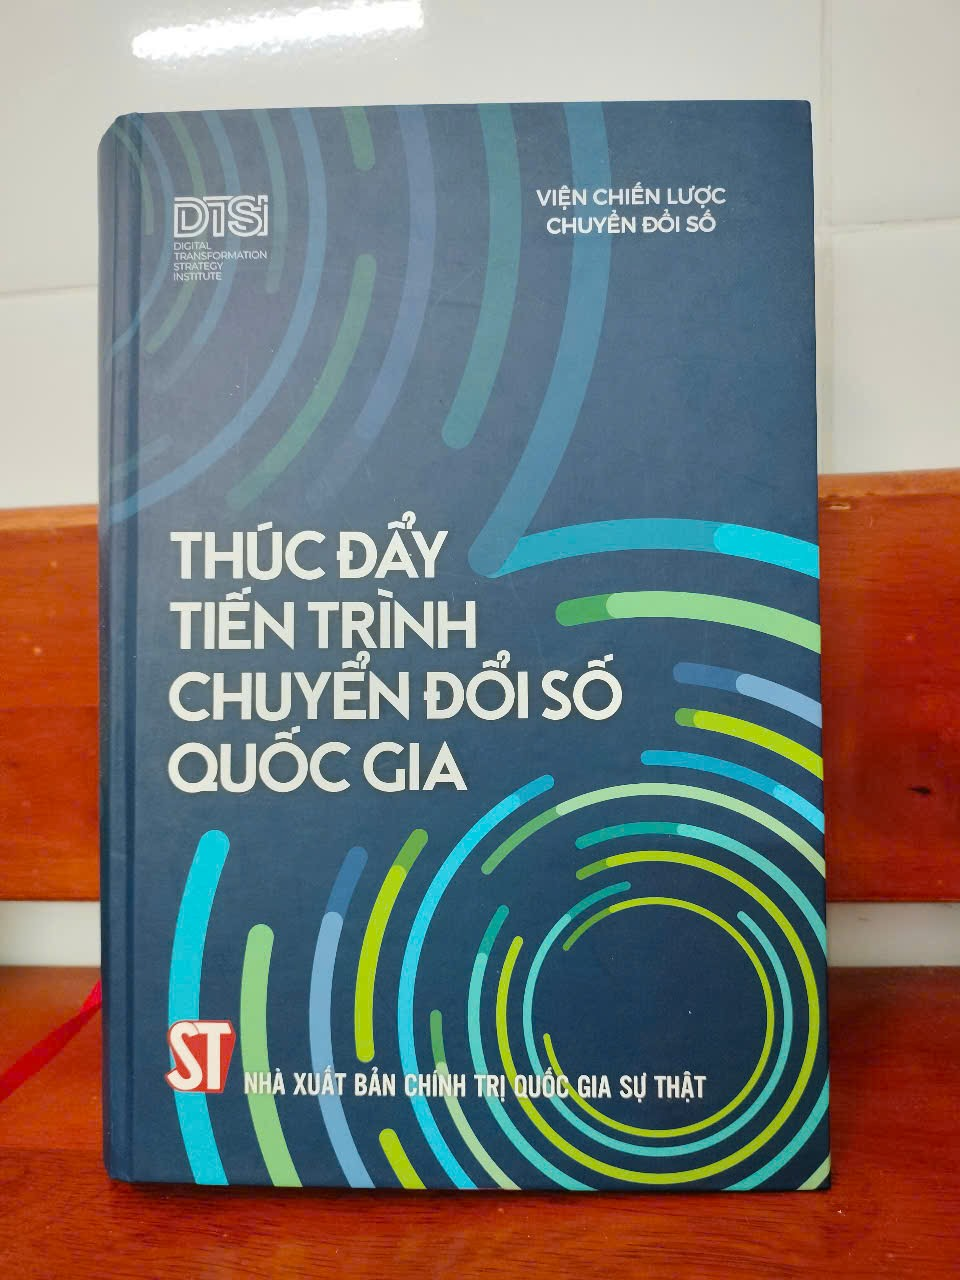 DTSi
DIGITAL
TRANSFORMATION
STRATEGY
INSTITUTE
VIỆN CHIẾN LƯỢC
CHUYỂN ĐỔI SỐ
THÚC ĐẨY
TIẾN TRÌNH
CHUYỂN ĐỔI SỐ
QUỐC GIA
ST
NHÀ XUẤT BẢN CHÍNH TRỊ QUỐC GIA SỰ THẬT